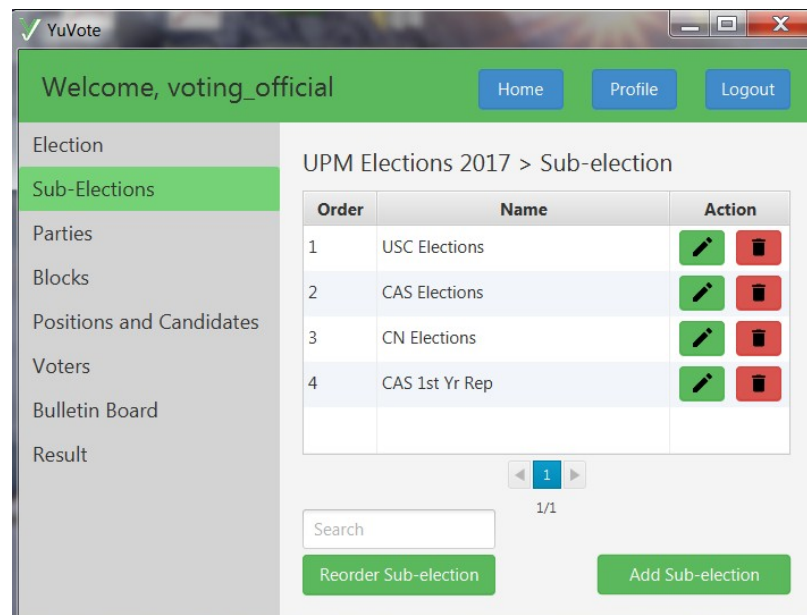 YuVote
Welcome, voting_official
Home Profile Logout
Election
Sub-Elections
Parties
Blocks
Positions and Candidates
Voters
Bulletin Board
Result
UPM Elections 2017 > Sub-election
Order Name Action
1 USC Elections
2 CAS Elections
3 CN Elections
4 CAS 1st Yr Rep
1
1/1
Search
Reorder Sub-election Add Sub-election